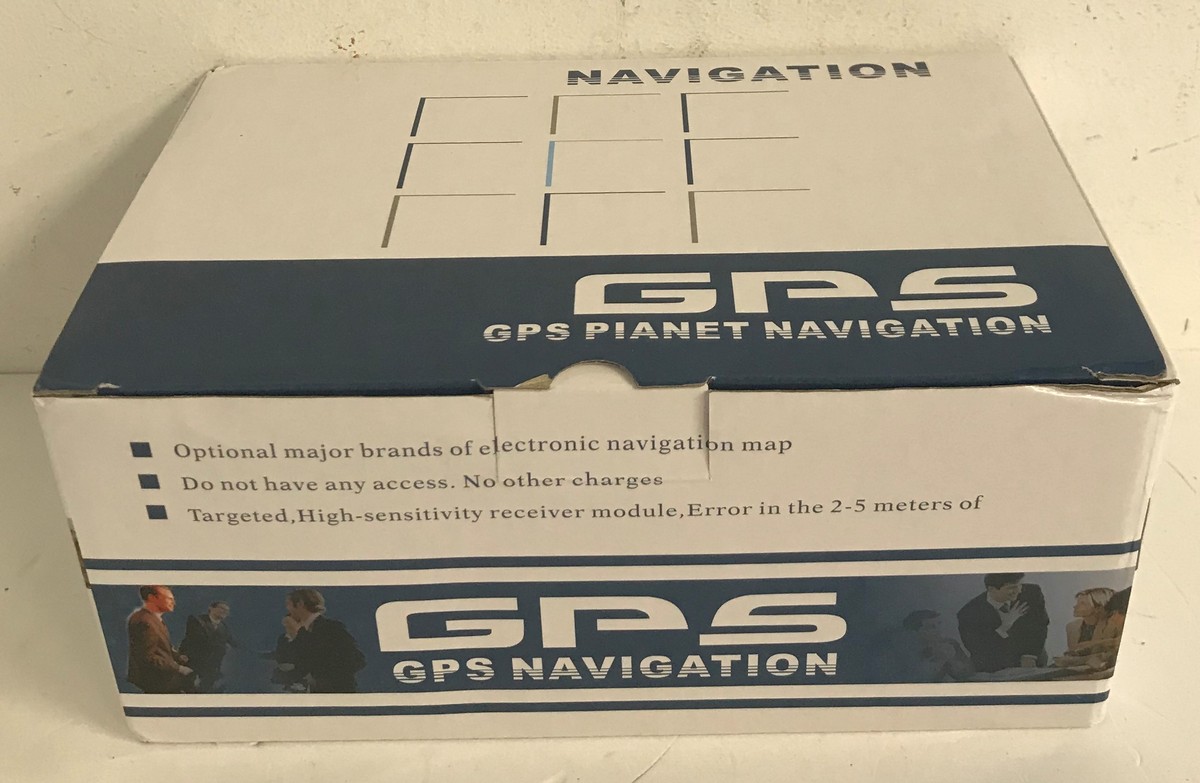 NAVIGATION
GPS
GPS PIANET NAVIGATION
Optional major brands of electronic navigation map
Do not have any access. No other charges
Targeted,High-sensitivity receiver module,Error in the 2-5 meters of
GPS
GPS NAVIGATION